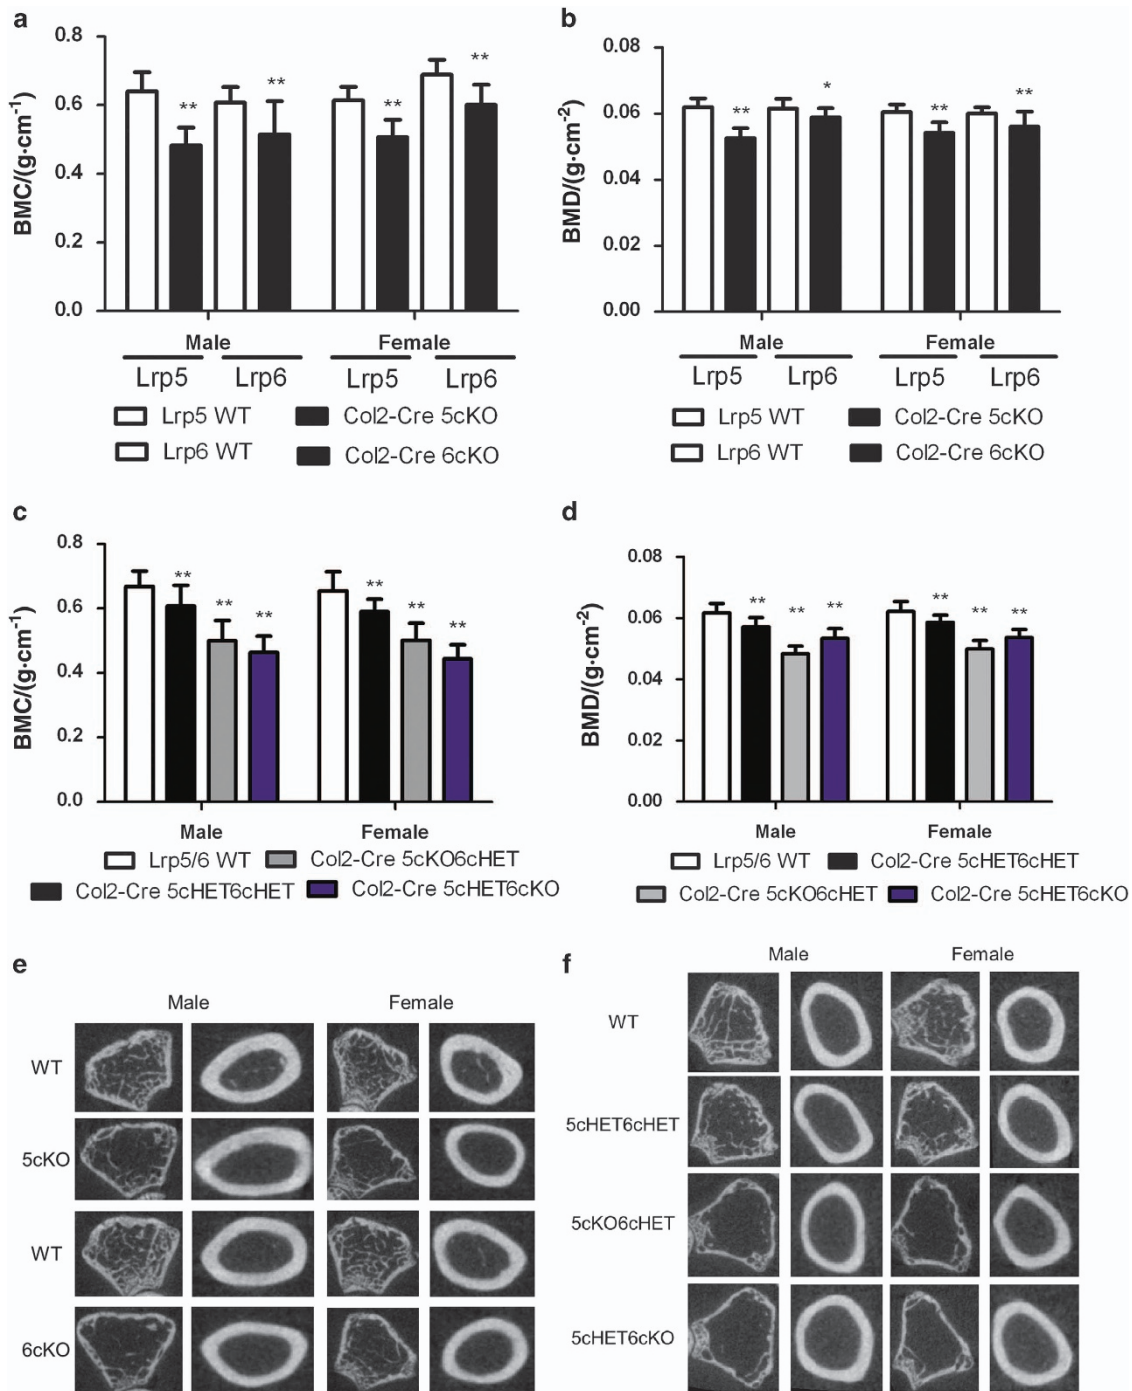 a
0.8
0.6
0.4
0.2
0.0
BMC/(g·cm-1)
** ** ** **
Male Female
Lrp5 Lrp6 Lrp5 Lrp6
Lrp5 WT Col2-Cre 5cKO
Lrp6 WT Col2-Cre 6cKO
b
0.08
0.06
0.04
0.02
0.00
BMD/(g·cm-2)
** * ** **
Male Female
Lrp5 Lrp6 Lrp5 Lrp6
Lrp5 WT Col2-Cre 5cKO
Lrp6 WT Col2-Cre 6cKO
c
0.8
0.6
0.4
0.2
0.0
BMC/(g·cm-1)
** ** ** ** ** **
Male Female
Lrp5/6 WT Col2-Cre 5cKO6cHET
Col2-Cre 5cHET6cHET Col2-Cre 5cHET6cKO
d
0.08
0.06
0.04
0.02
0.00
BMD/(g·cm-2)
** ** ** ** ** **
Male Female
Lrp5/6 WT Col2-Cre 5cHET6cHET
Col2-Cre 5cKO6cHET Col2-Cre 5cHET6cKO
e
Male Female
WT
5cKO
WT
6cKO
f
Male Female
WT
5cHET6cHET
5cKO6cHET
5cHET6cKO